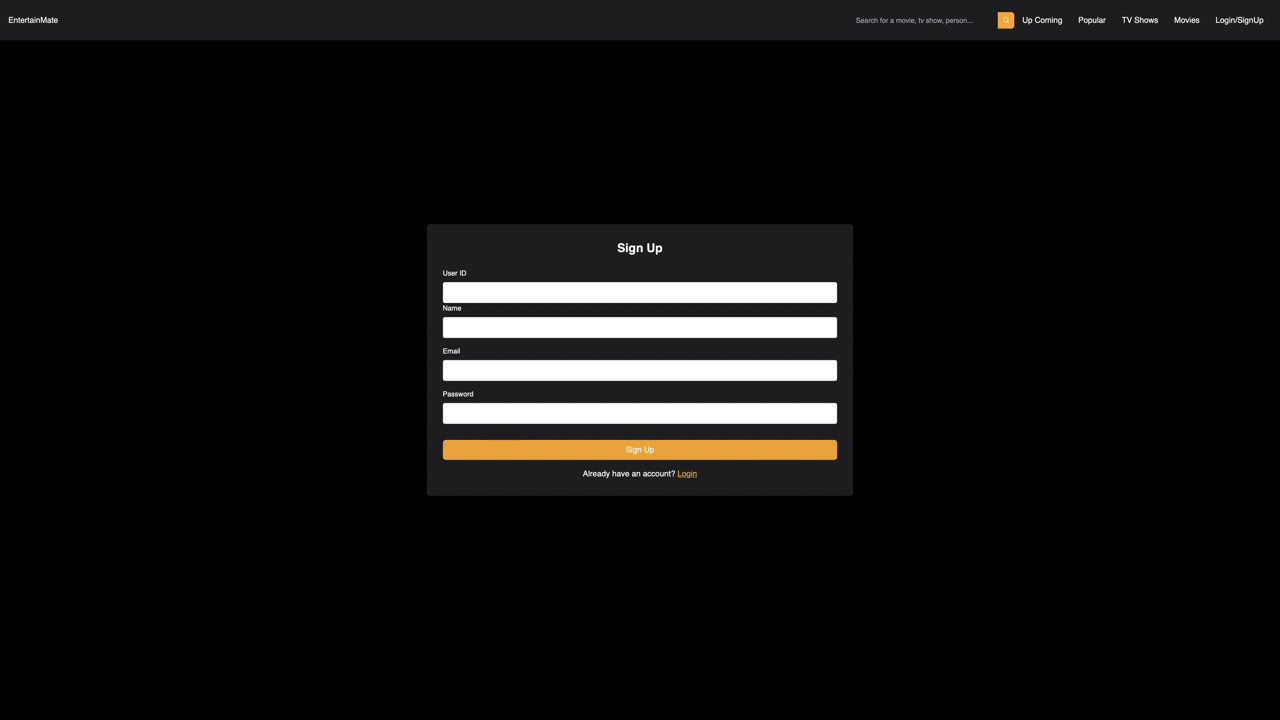 EntertainMate
Search for a movie, tv show, person...
Up Coming
Popular
TV Shows
Movies
Login/SignUp
Sign Up
User ID
Name
Email
Password
Sign Up
Already have an account? Login